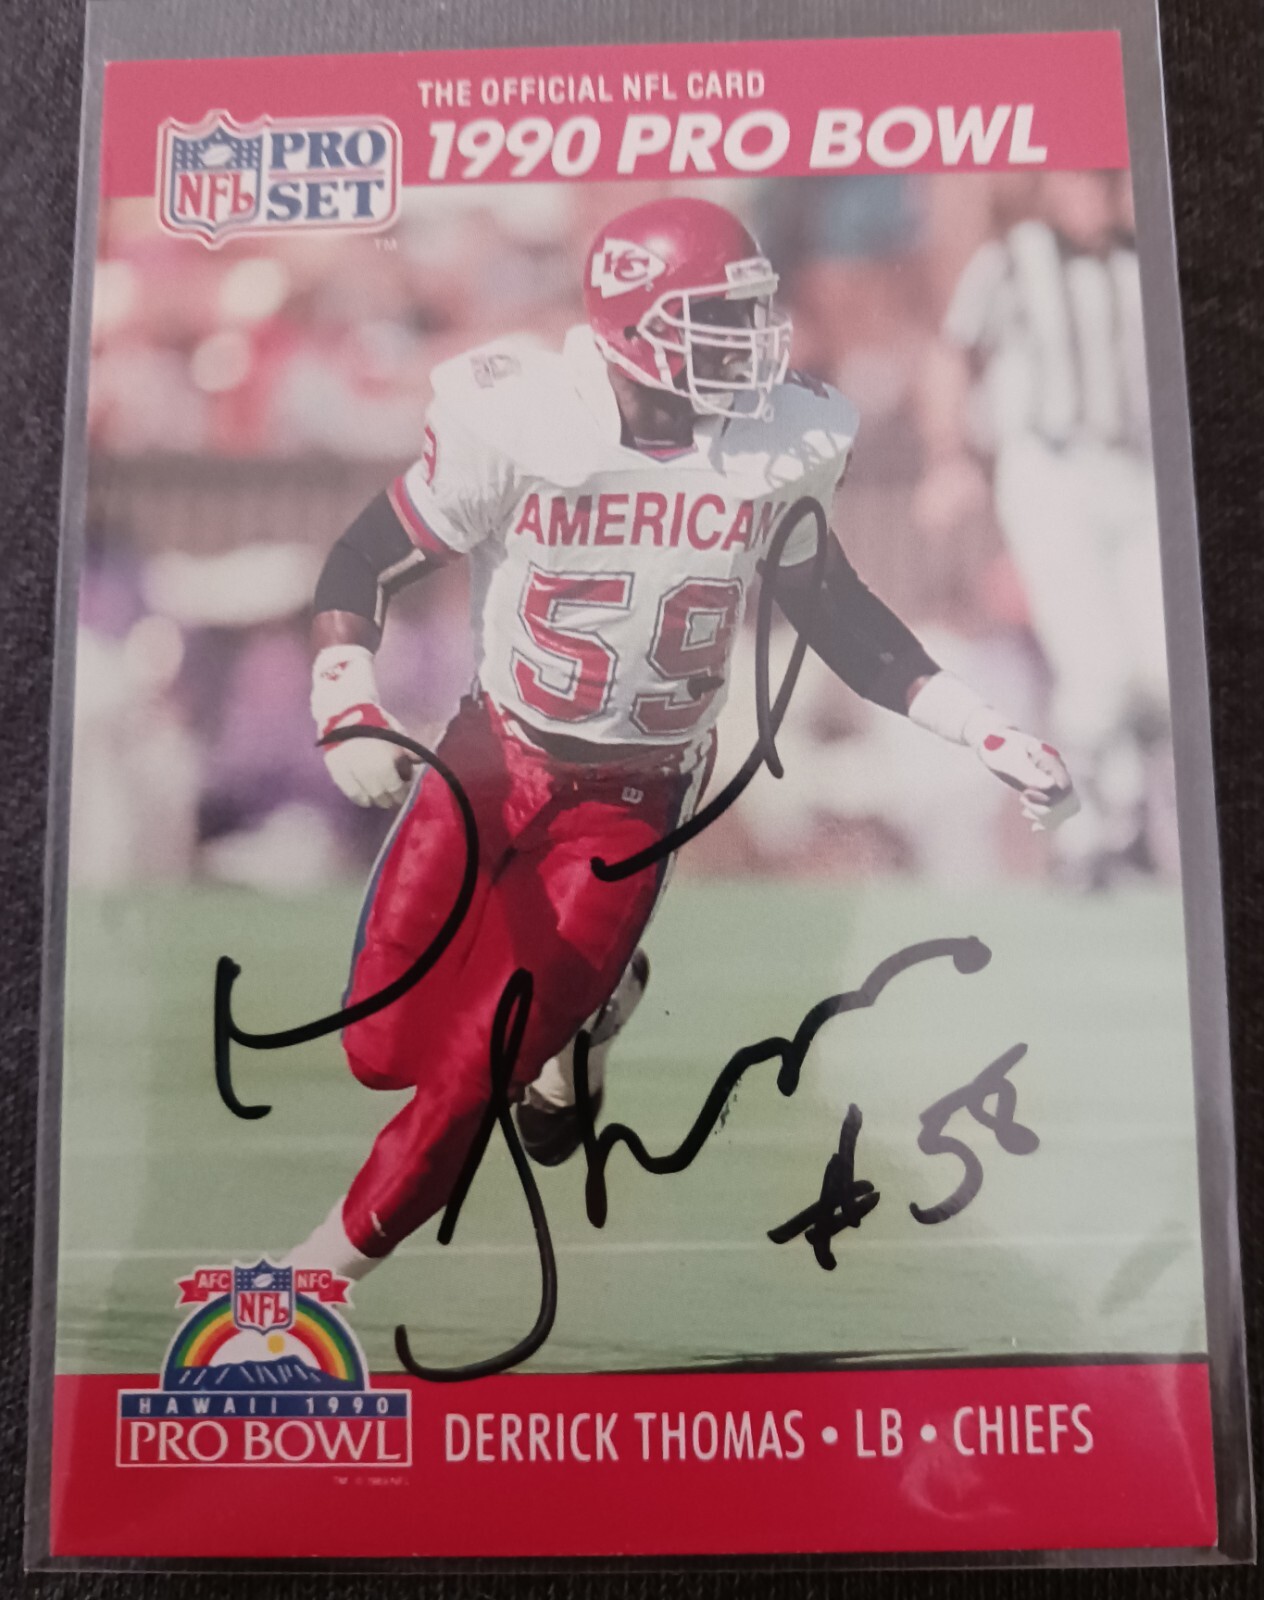 THE OFFICIAL NFL CARD
1990 PRO BOWL
NFL PRO SET
TM
KC
AMERICAN
59
#58
AFC NFC
NFL
HAWAII 1990
PRO BOWL
DERRICK THOMAS • LB • CHIEFS